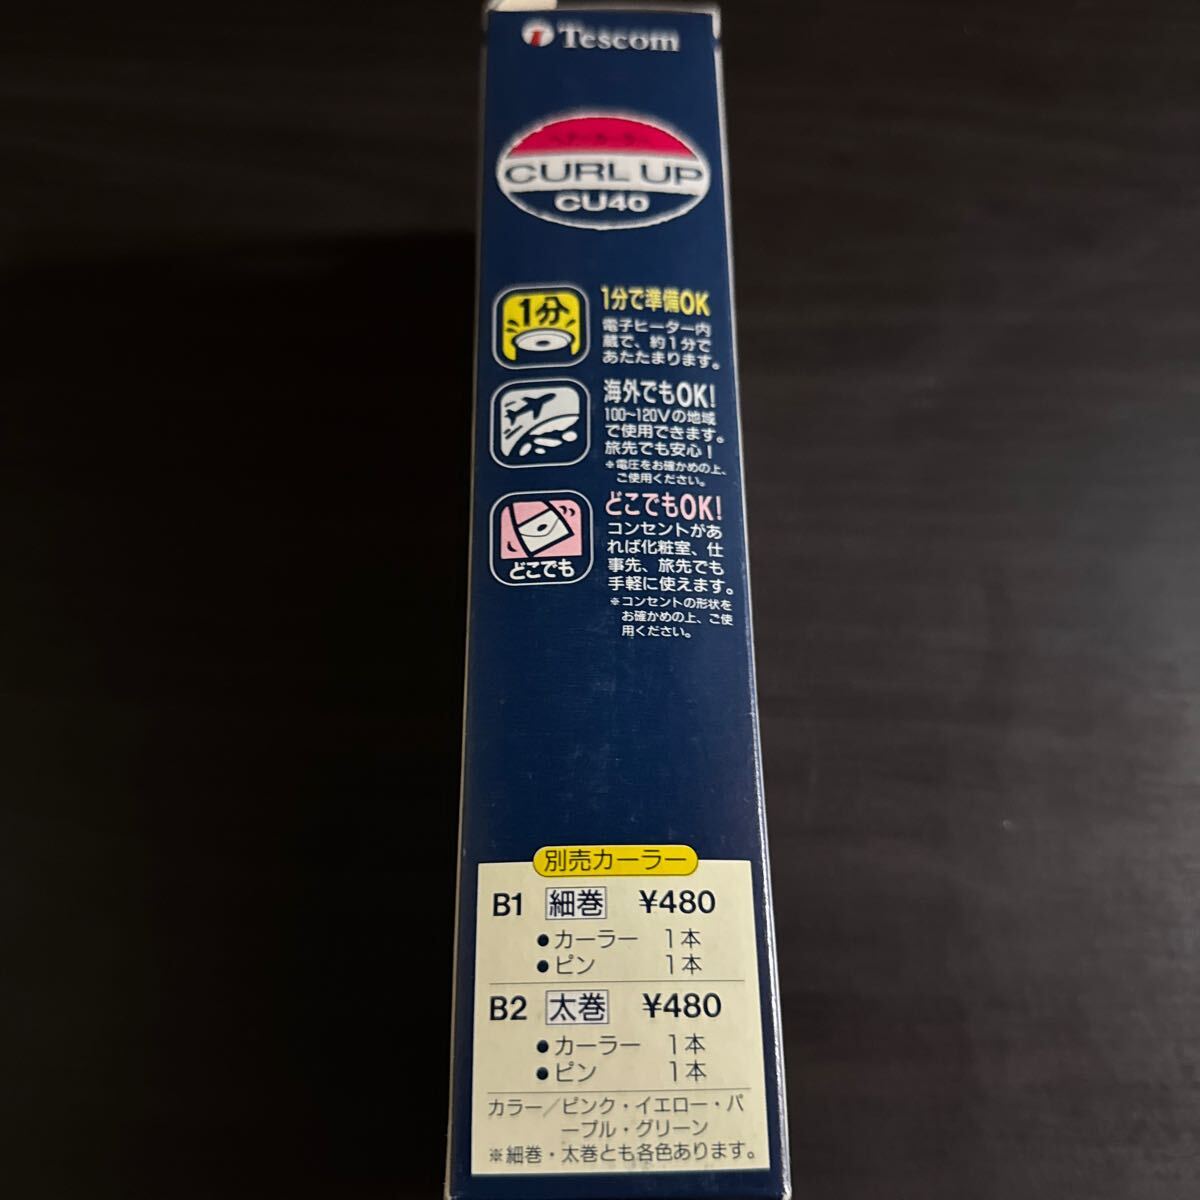 Tescom
ヘアーカーラー
CURL UP
CU40
1分
1分で準備OK
電子ヒーター内
蔵で、約1分で
あたたまります。
海外でもOK!
100~120Vの地域
で使用できます。
旅先でも安心!
※電圧をお確かめの上、
ご使用ください。
どこでも
どこでもOK!
コンセントがあ
れば化粧室、仕
事先、旅先でも
手軽に使えます。
※コンセントの形状を
お確かめの上、ご使
用ください。
別売カーラー
B1 細巻 ¥480
●カーラー 1本
●ピン 1本
B2 太巻 ¥480
●カーラー 1本
●ピン 1本
カラー/ピンク・イエロー・パ
ープル・グリーン
※細巻・太巻とも各色あります。